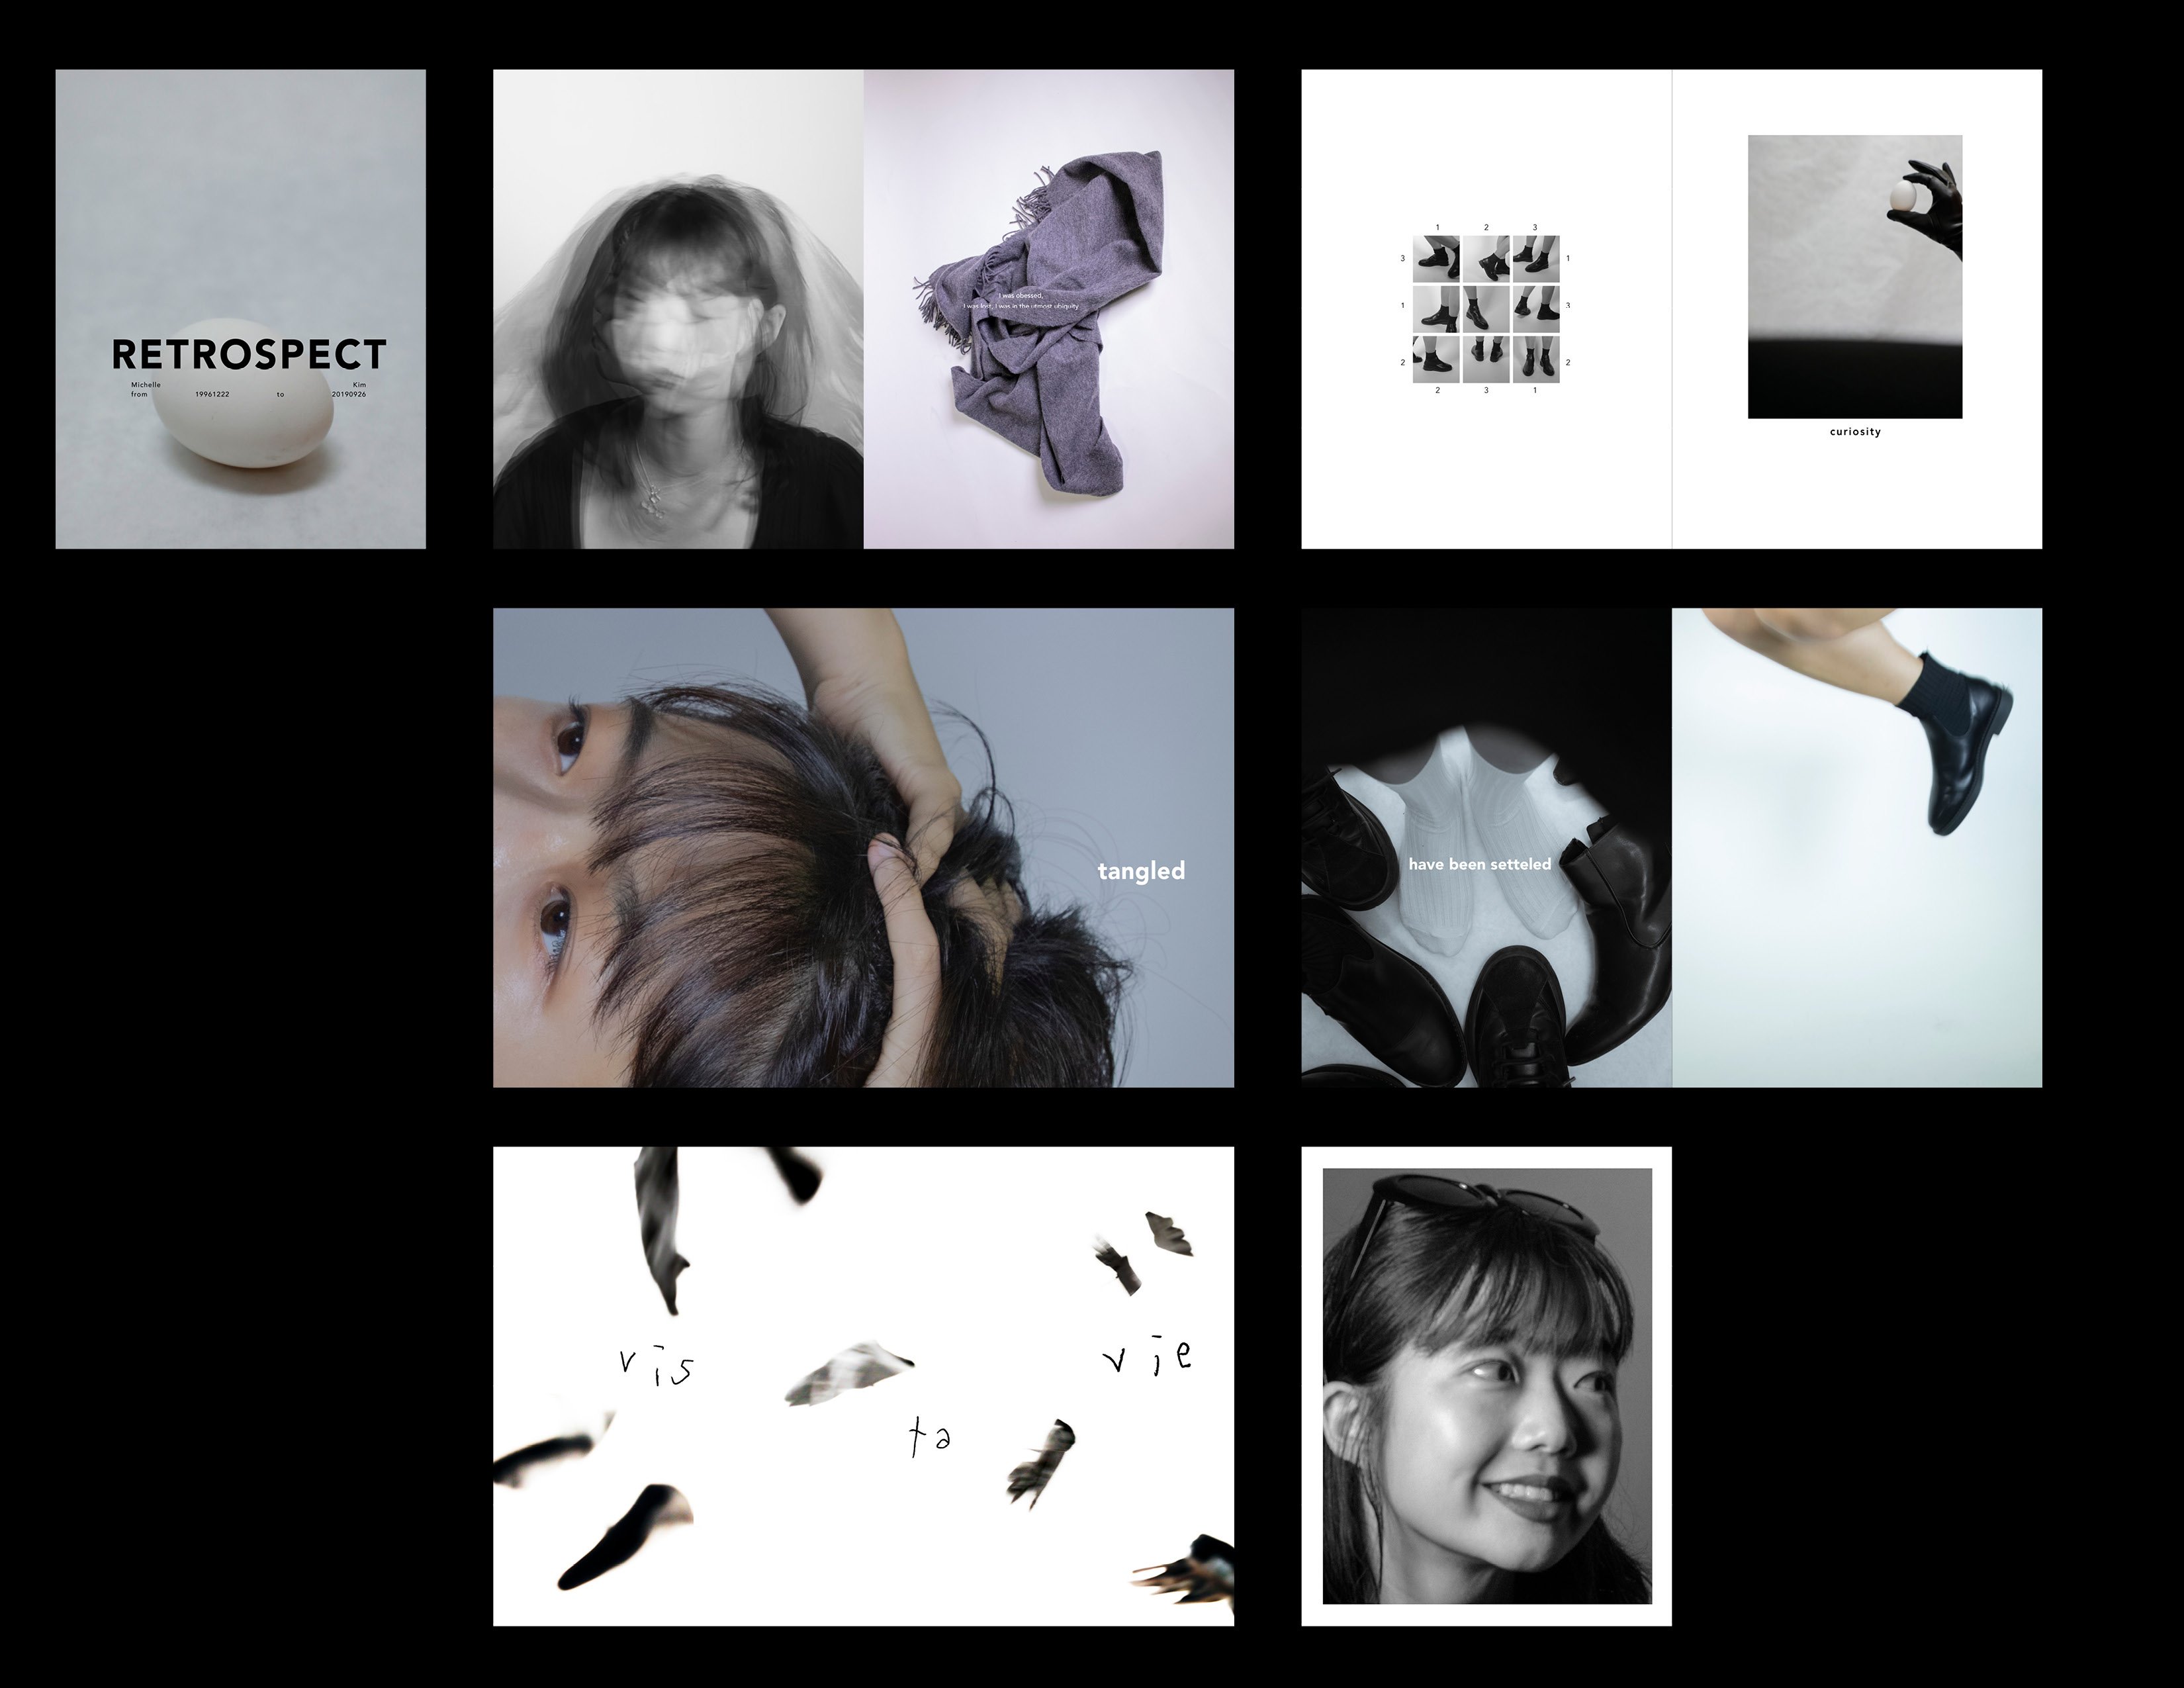 RETROSPECT
Michelle Kim
from 19961222 to 20190926
I was obessed,
I was lost, I was in the utmost ubiquity
1 2 3
3 1
1 3
2 2
2 3 1
curiosity
tangled
have been setteled
vis
ta
vie